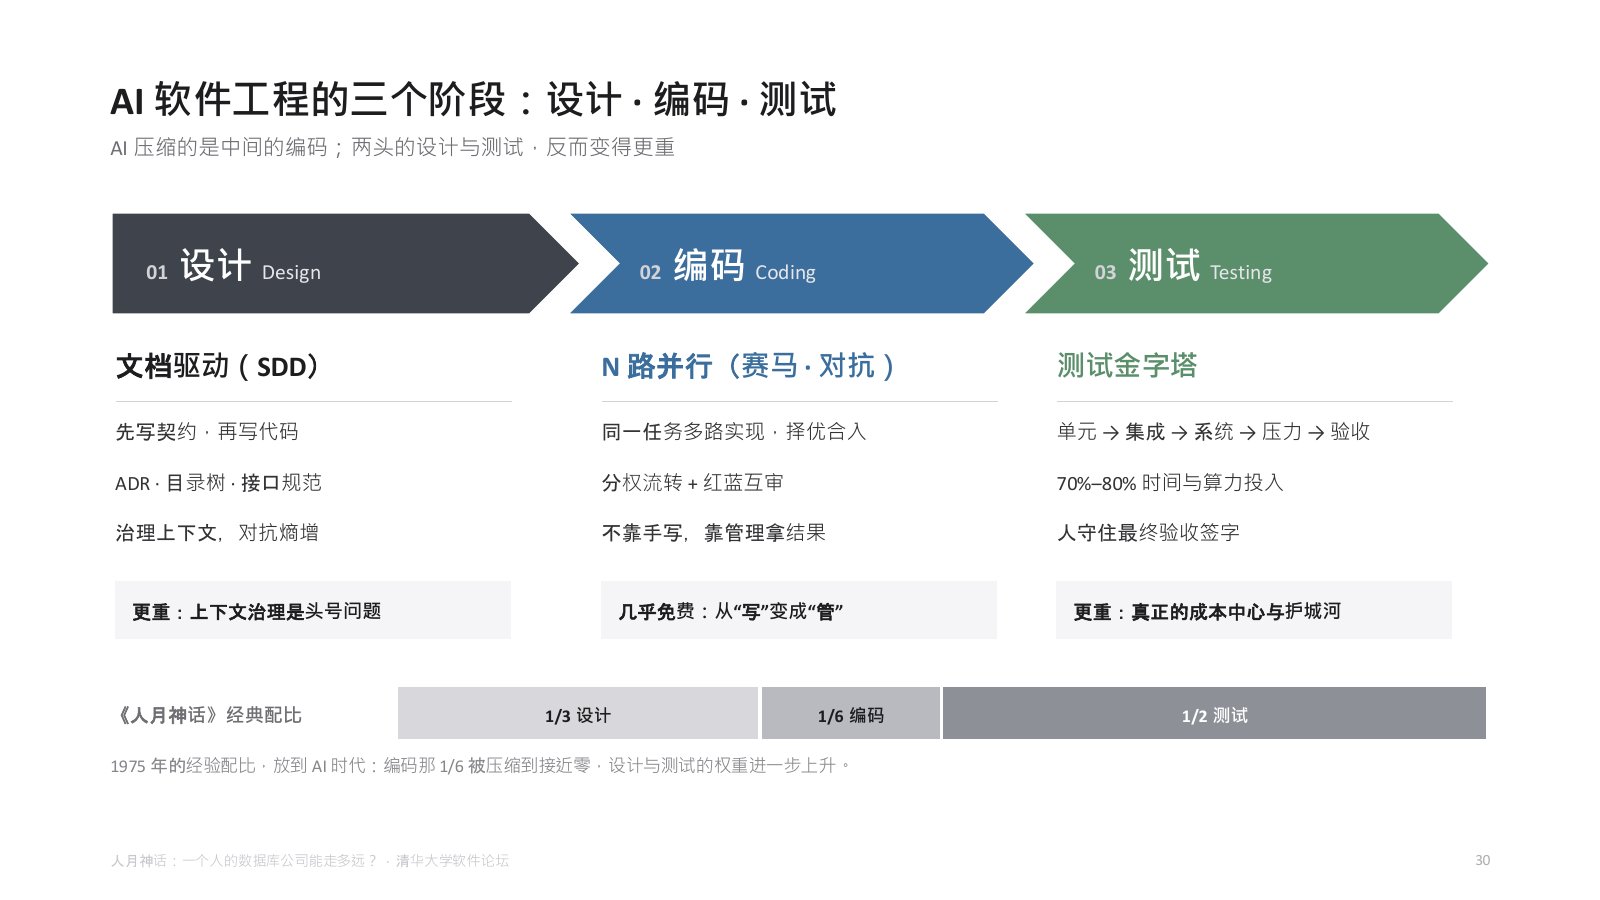 AI 软件工程的三个阶段：设计 · 编码 · 测试
AI 压缩的是中间的编码；两头的设计与测试 · 反而变得更重
01 设计 Design
02 编码 Coding
03 测试 Testing
文档驱动（SDD）
先写契约 · 再写代码
ADR · 目录树 · 接口规范
治理上下文，对抗熵增
更重：上下文治理是头号问题
N 路并行（赛马 · 对抗）
同一任务多路实现 · 择优合入
分权流转 + 红蓝互审
不靠手写，靠管理拿结果
几乎免费：从“写”变成“管”
测试金字塔
单元 → 集成 → 系统 → 压力 → 验收
70%–80% 时间与算力投入
人守住最终验收签字
更重：真正的成本中心与护城河
《人月神话》经典配比
1/3 设计
1/6 编码
1/2 测试
1975 年的经验配比 · 放到 AI 时代：编码那 1/6 被压缩到接近零 · 设计与测试的权重进一步上升。
人月神话：一个人的数据库公司能走多远？ · 清华大学软件论坛
30